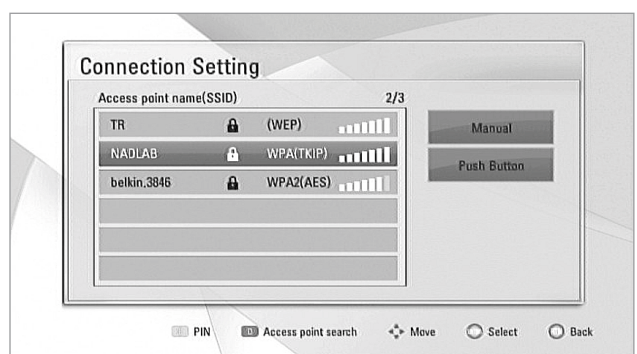 Connection Setting
Access point name(SSID) 2/3
TR (WEP)
NADLAB WPA(TKIP)
belkin.3846 WPA2(AES)
Manual
Push Button
PIN Access point search Move Select Back